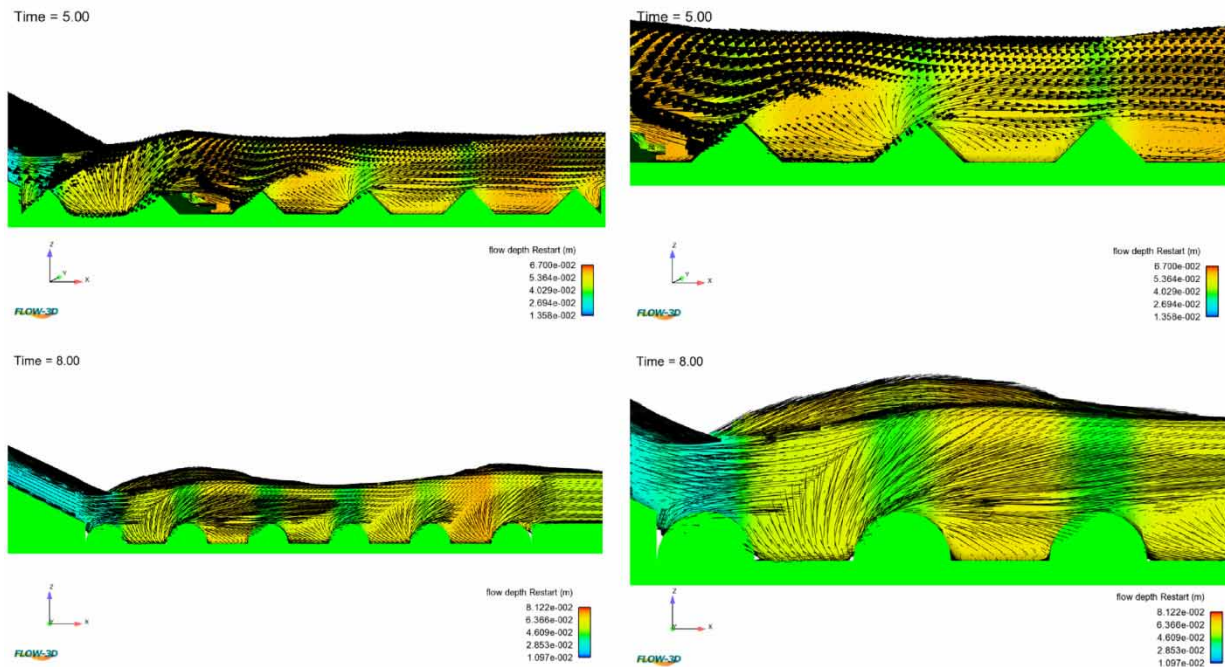 Time = 5.00
z
Y
X
FLOW-3D
flow depth Restart (m)
6.700e-002
5.364e-002
4.029e-002
2.694e-002
1.358e-002
Time = 5.00
z
Y
X
FLOW-3D
flow depth Restart (m)
6.700e-002
5.364e-002
4.029e-002
2.694e-002
1.358e-002
Time = 8.00
z
X
FLOW-3D
flow depth Restart (m)
8.122e-002
6.366e-002
4.609e-002
2.853e-002
1.097e-002
Time = 8.00
z
X
FLOW-3D
flow depth Restart (m)
8.122e-002
6.366e-002
4.609e-002
2.853e-002
1.097e-002